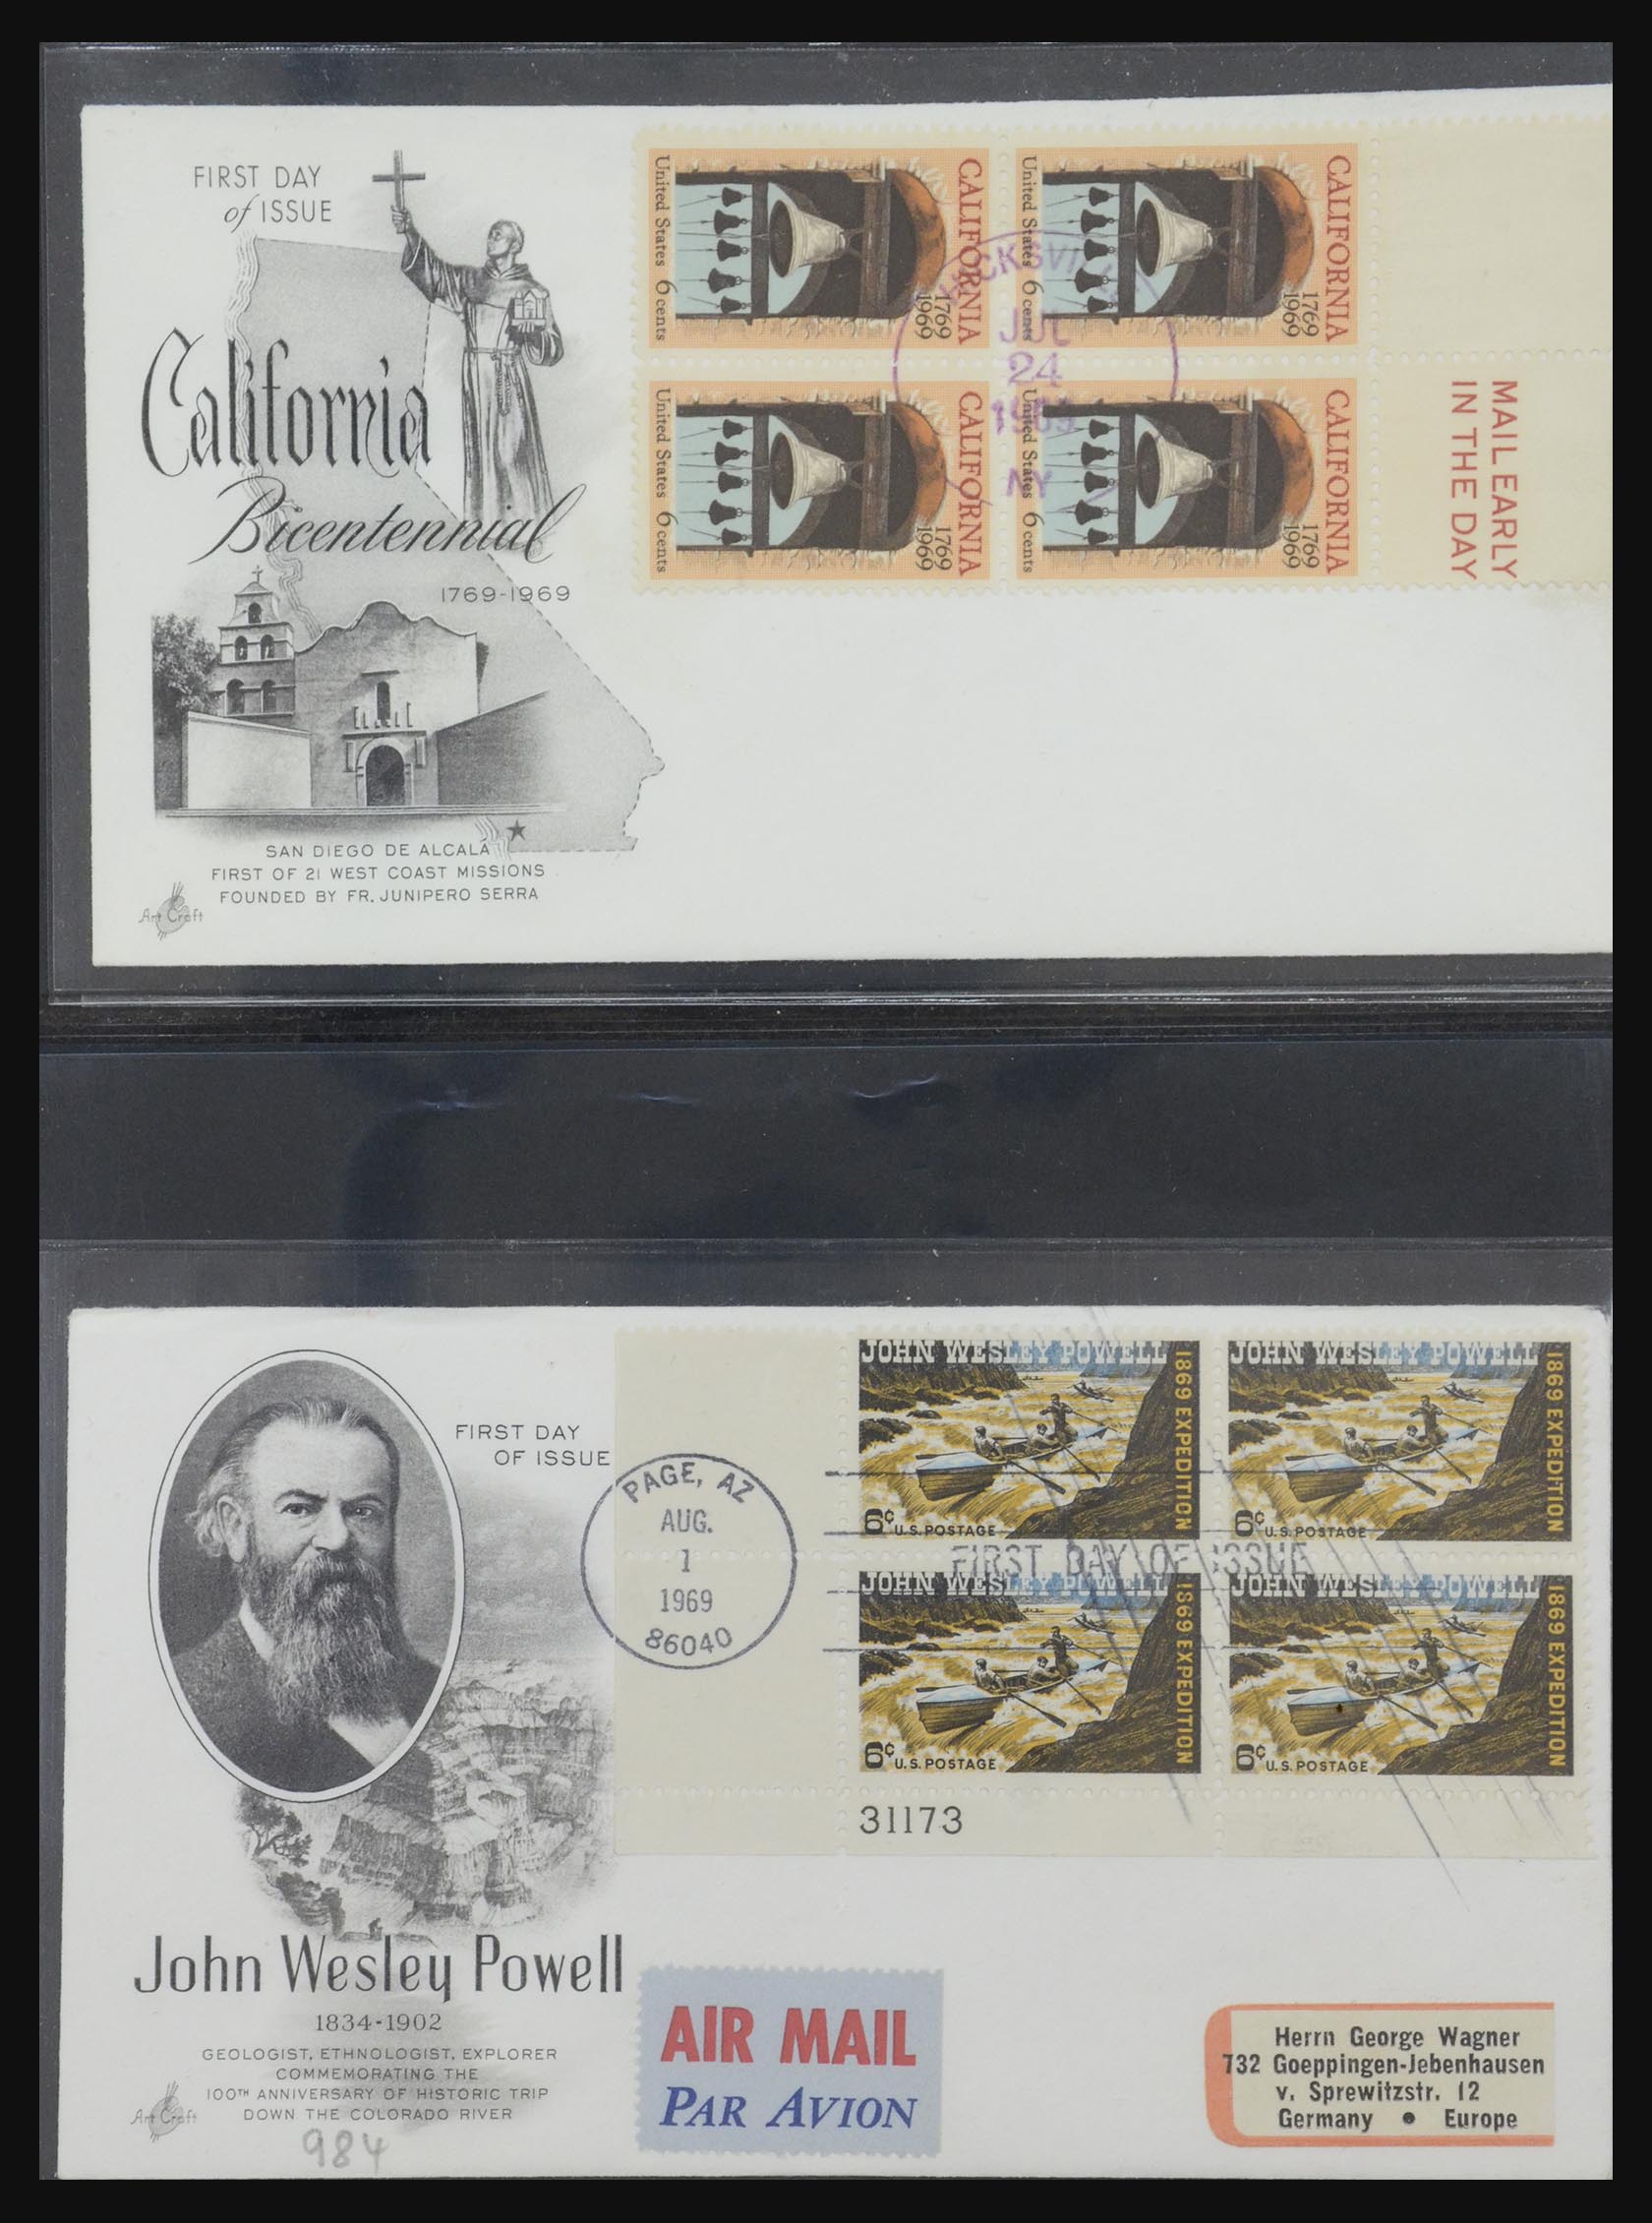 FIRST DAY
of ISSUE
California
Bicentennial
1769-1969
SAN DIEGO DE ALCALÁ
FIRST OF 21 WEST COAST MISSIONS
FOUNDED BY FR. JUNIPERO SERRA
Art Craft
CALIFORNIA
1769
1969
United States 6 cents
CALIFORNIA
1769
1969
United States 6 cents
CALIFORNIA
1769
1969
United States 6 cents
CALIFORNIA
1769
1969
United States 6 cents
JUL
24
NY
MAIL EARLY
IN THE DAY
FIRST DAY
OF ISSUE
PAGE, AZ
AUG.
1
1969
86040
FIRST DAY OF ISSUE
JOHN WESLEY POWELL
1869 EXPEDITION
6¢ U.S. POSTAGE
JOHN WESLEY POWELL
1869 EXPEDITION
6¢ U.S. POSTAGE
JOHN WESLEY POWELL
1869 EXPEDITION
6¢ U.S. POSTAGE
JOHN WESLEY POWELL
1869 EXPEDITION
6¢ U.S. POSTAGE
31173
John Wesley Powell
1834-1902
GEOLOGIST, ETHNOLOGIST, EXPLORER
COMMEMORATING THE
100TH ANNIVERSARY OF HISTORIC TRIP
DOWN THE COLORADO RIVER
Art Craft
984
AIR MAIL
PAR AVION
Herrn George Wagner
732 Goeppingen-Jebenhausen
v. Sprewitzstr. 12
Germany • Europe